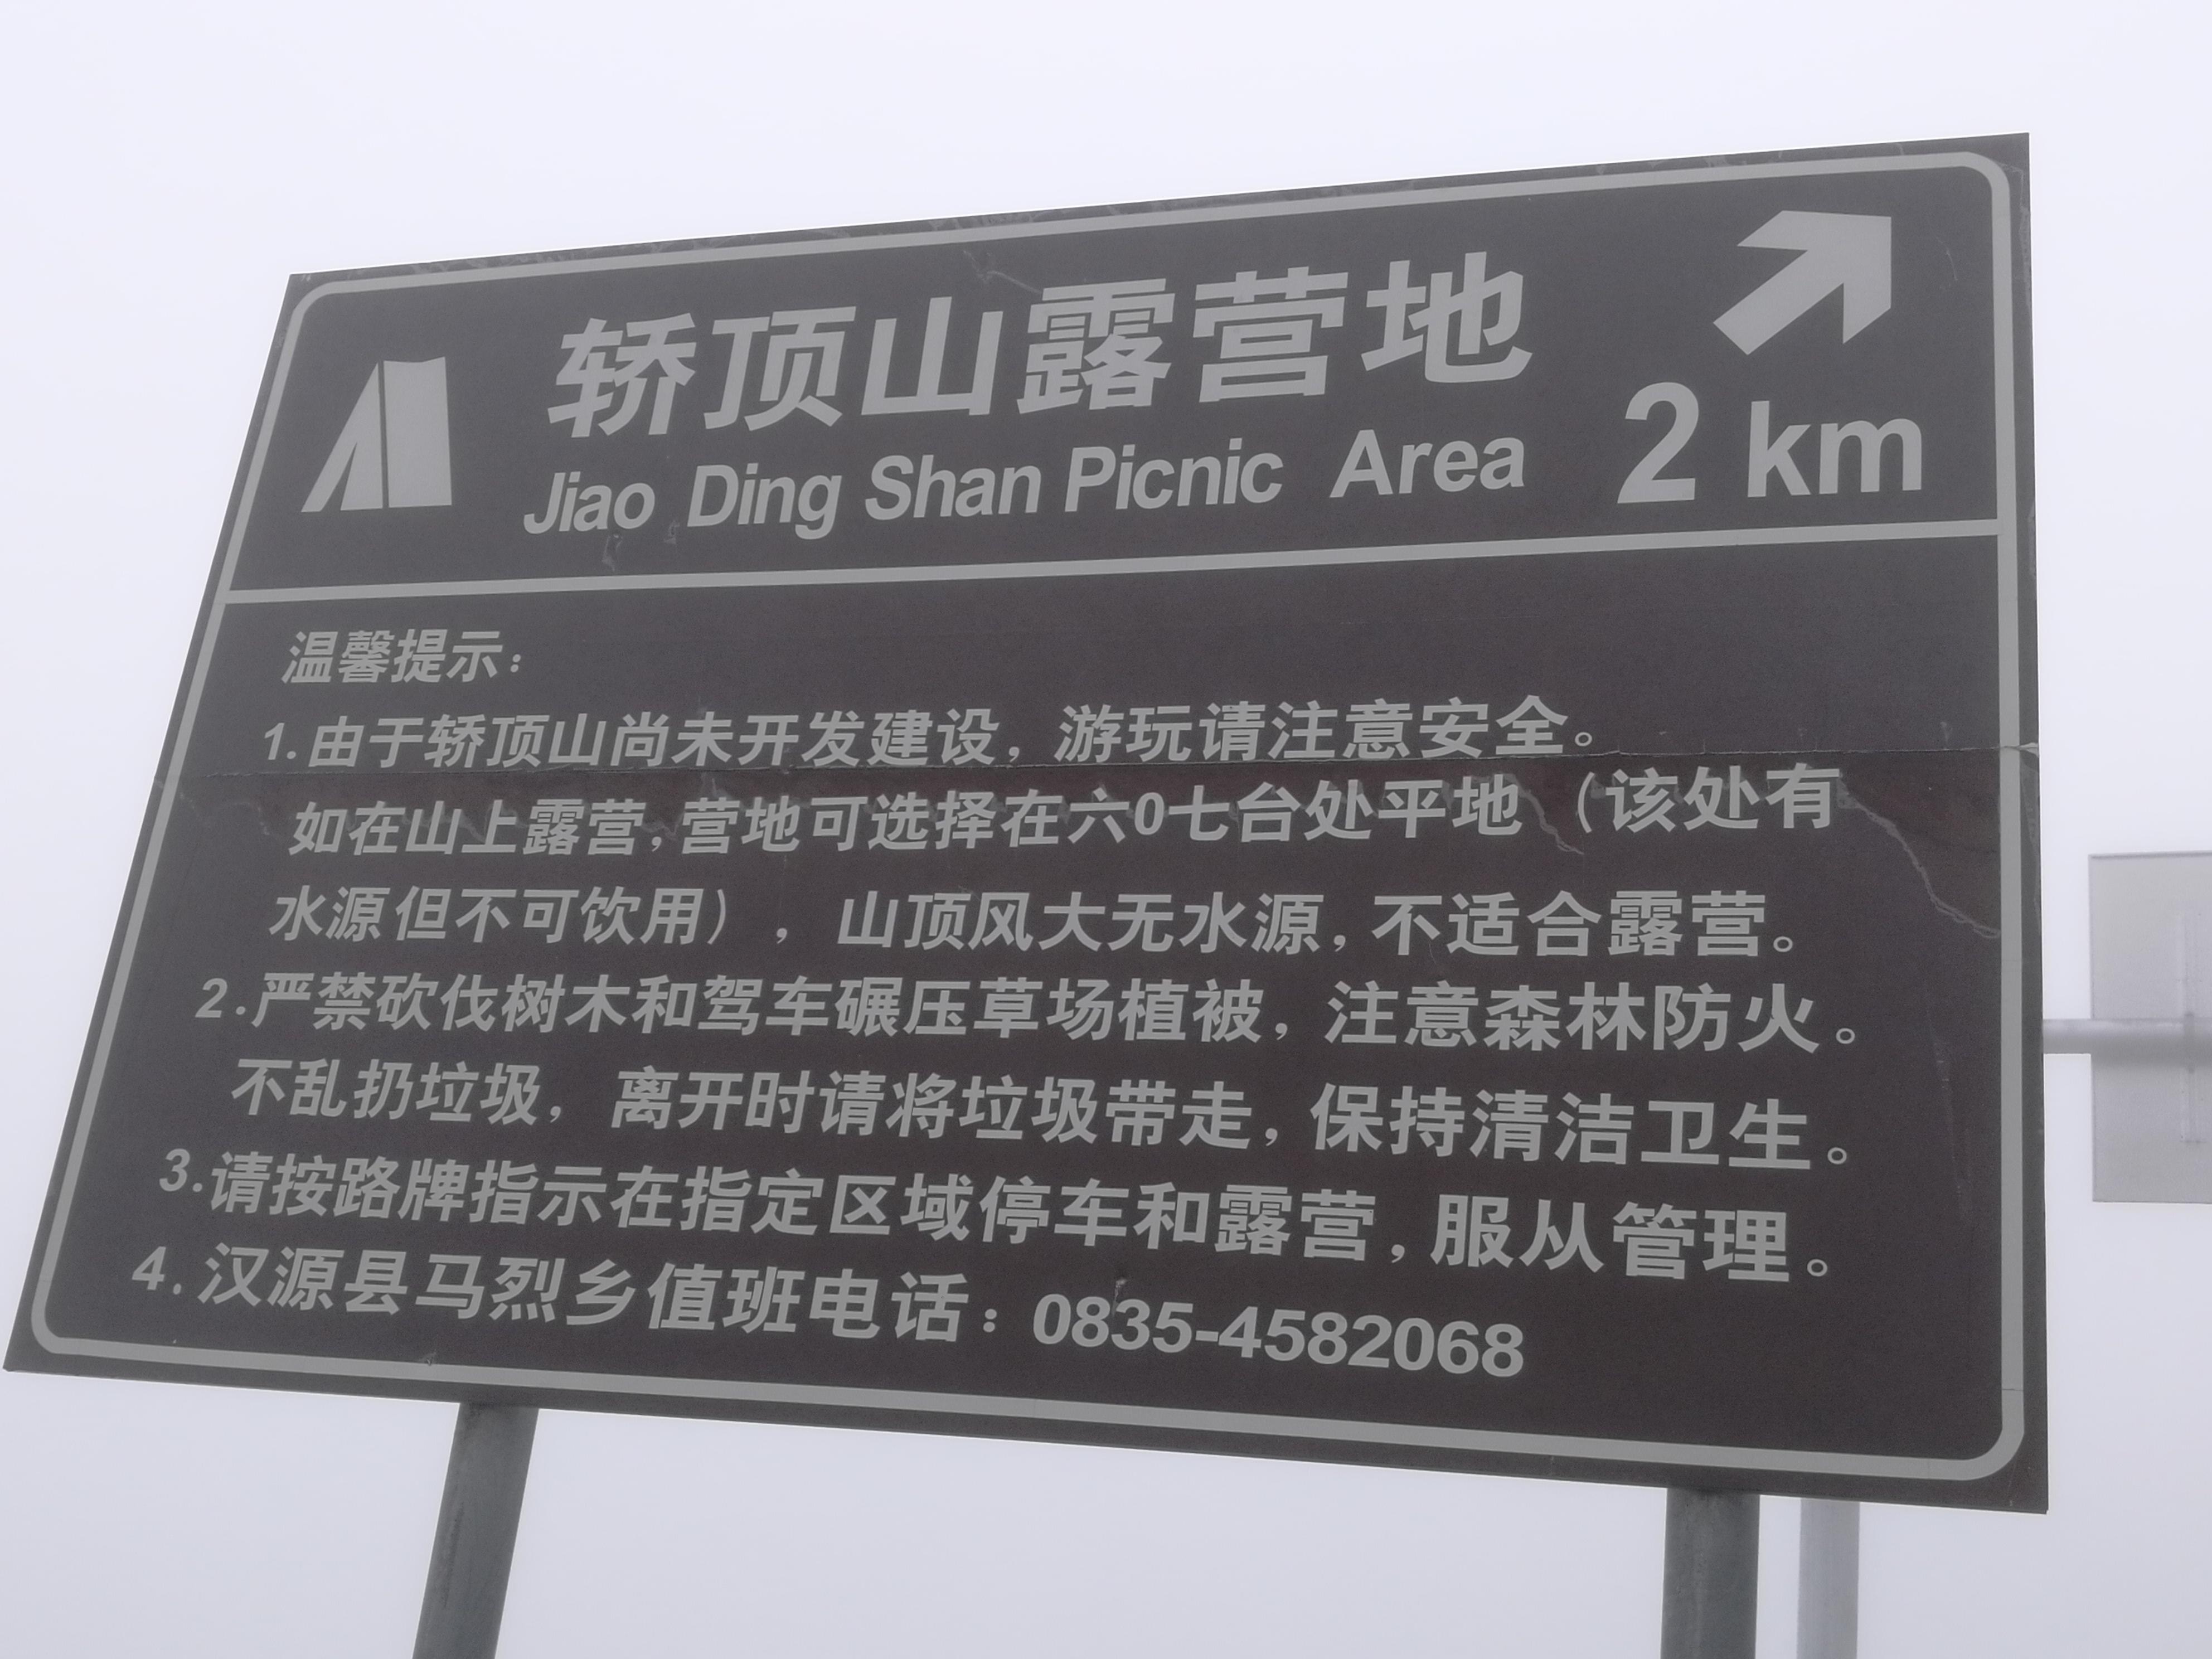 轿顶山露营地
Jiao Ding Shan Picnic Area
2 km
温馨提示：
1.由于轿顶山尚未开发建设，游玩请注意安全。
如在山上露营，营地可选择在六0七台处平地（该处有
水源但不可饮用），山顶风大无水源，不适合露营。
2.严禁砍伐树木和驾车碾压草场植被，注意森林防火。
不乱扔垃圾，离开时请将垃圾带走，保持清洁卫生。
3.请按路牌指示在指定区域停车和露营，服从管理。
4.汉源县马烈乡值班电话：0835-4582068